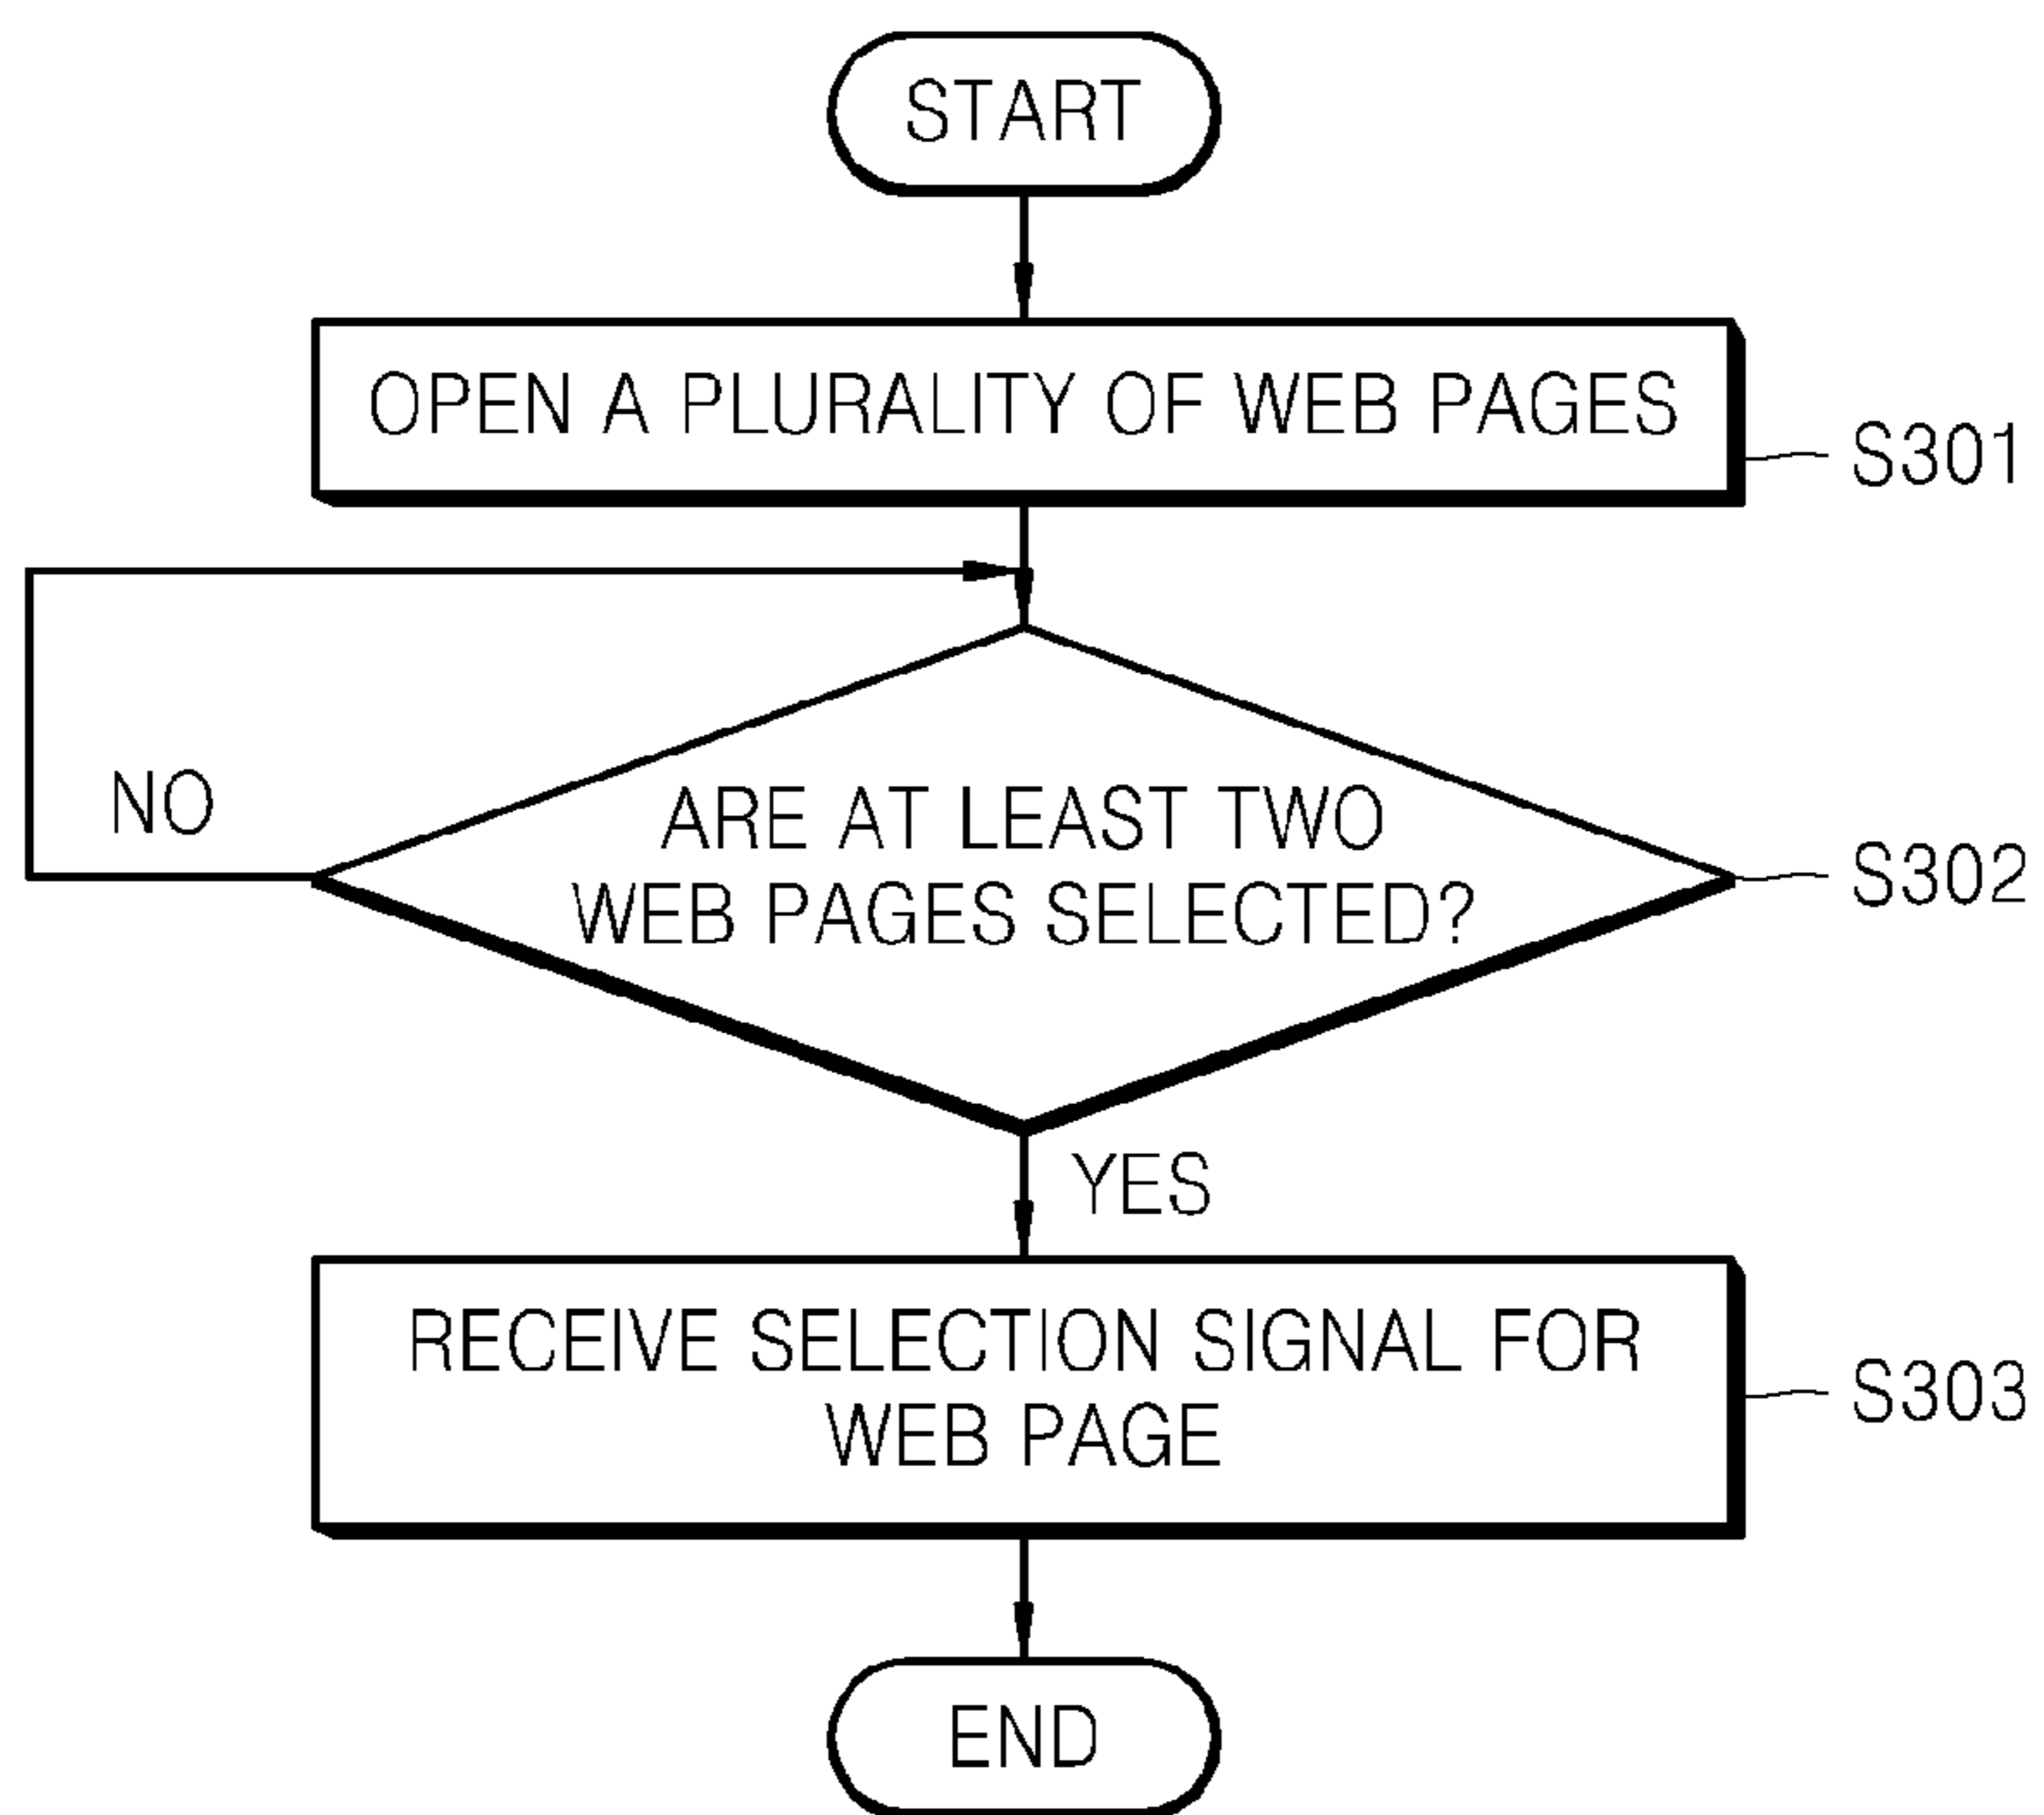 START
OPEN A PLURALITY OF WEB PAGES
S301
NO
ARE AT LEAST TWO
WEB PAGES SELECTED?
S302
YES
RECEIVE SELECTION SIGNAL FOR
WEB PAGE
S303
END